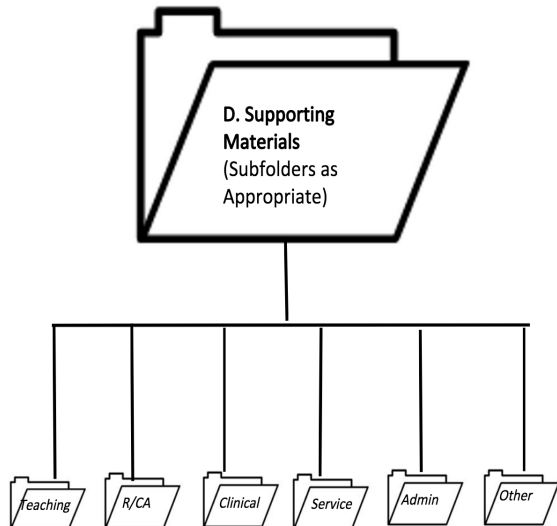 D. Supporting
Materials
(Subfolders as
Appropriate)
Teaching
R/CA
Clinical
Service
Admin
Other